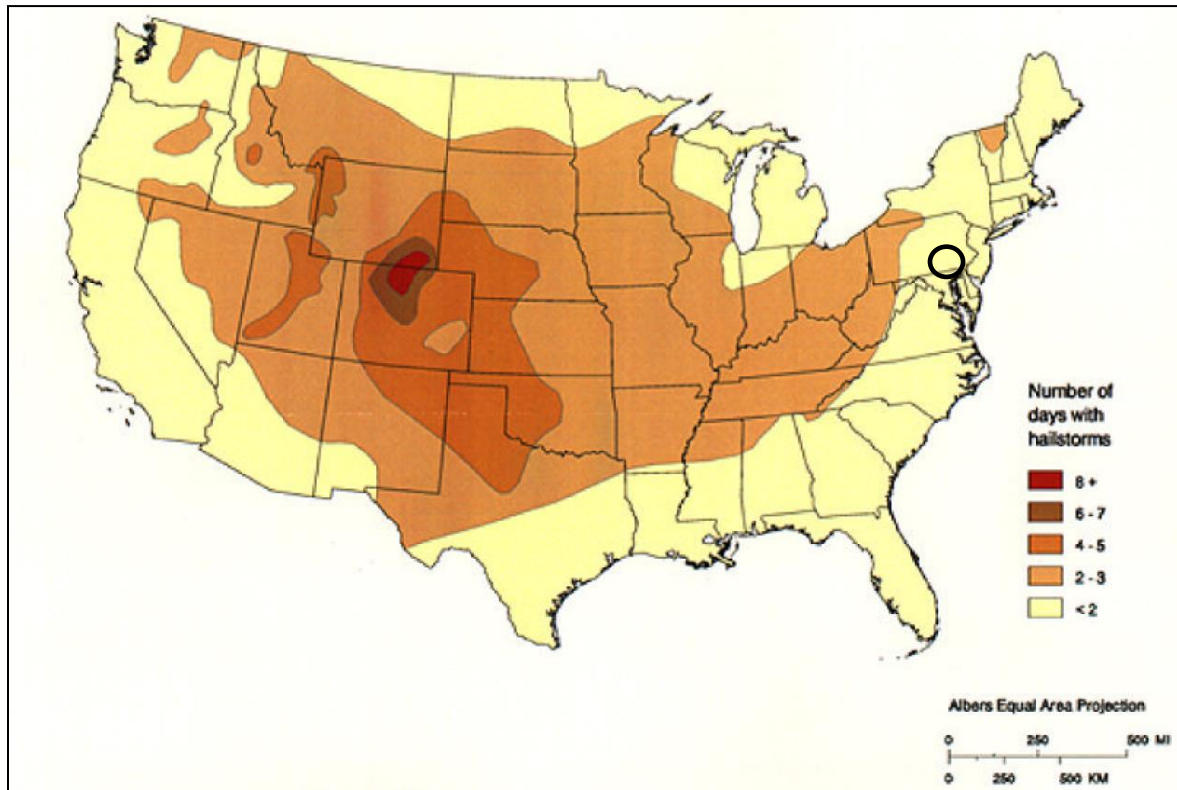 Number of
days with
hailstorms
8 +
6 - 7
4 - 5
2 - 3
< 2
Albers Equal Area Projection
0 250 500 MI
0 250 500 KM